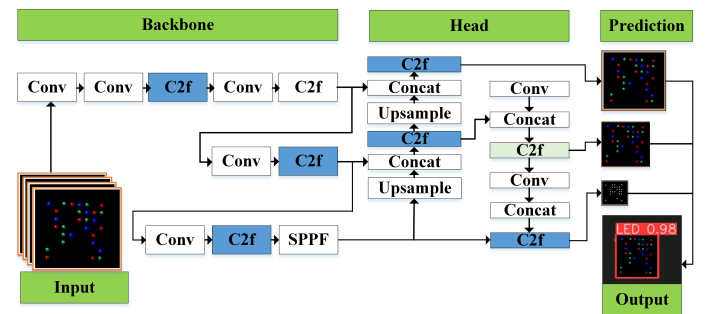 Backbone
Head
Prediction
Conv
Conv
C2f
Conv
C2f
Conv
C2f
Conv
C2f
SPPF
C2f
Concat
Upsample
C2f
Concat
Upsample
Conv
Concat
C2f
Conv
Concat
C2f
LED 0.98
Input
Output